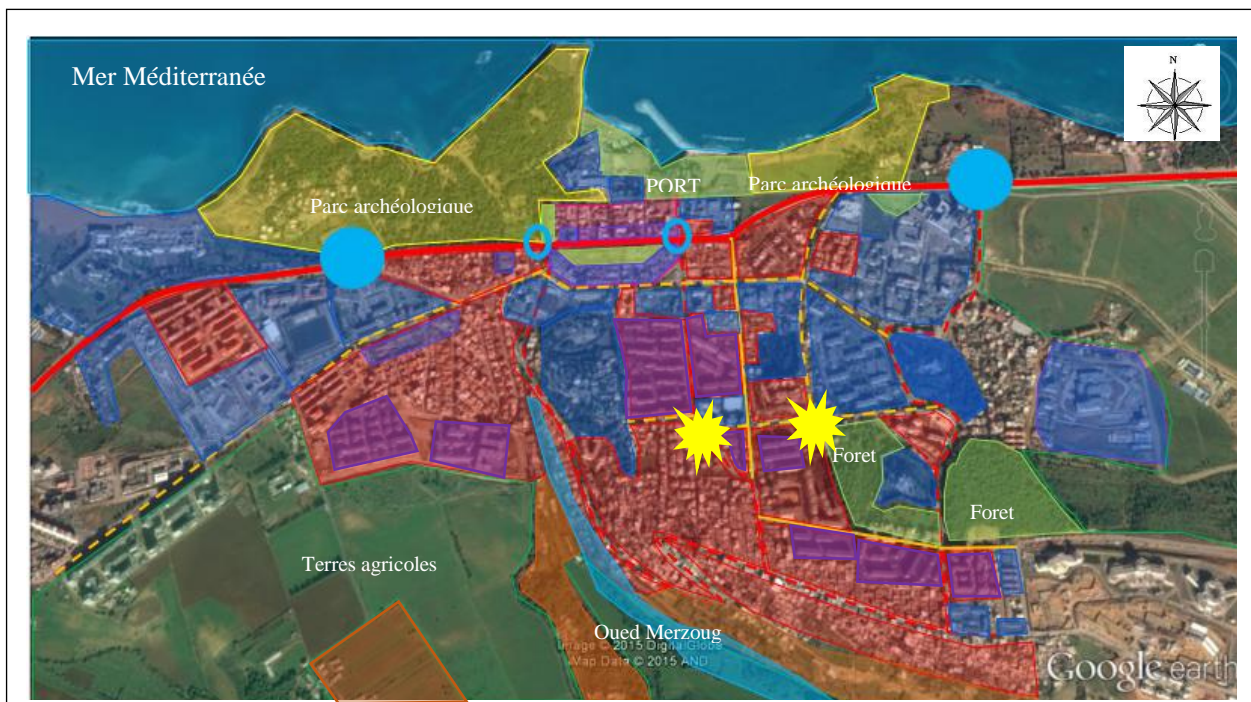 Mer Méditerranée
N
PORT
Parc archéologique
Parc archéologique
Foret
Foret
Terres agricoles
Oued Merzoug
Image © 2015 DigitalGlobe
Map Data © 2015 AND
Google earth